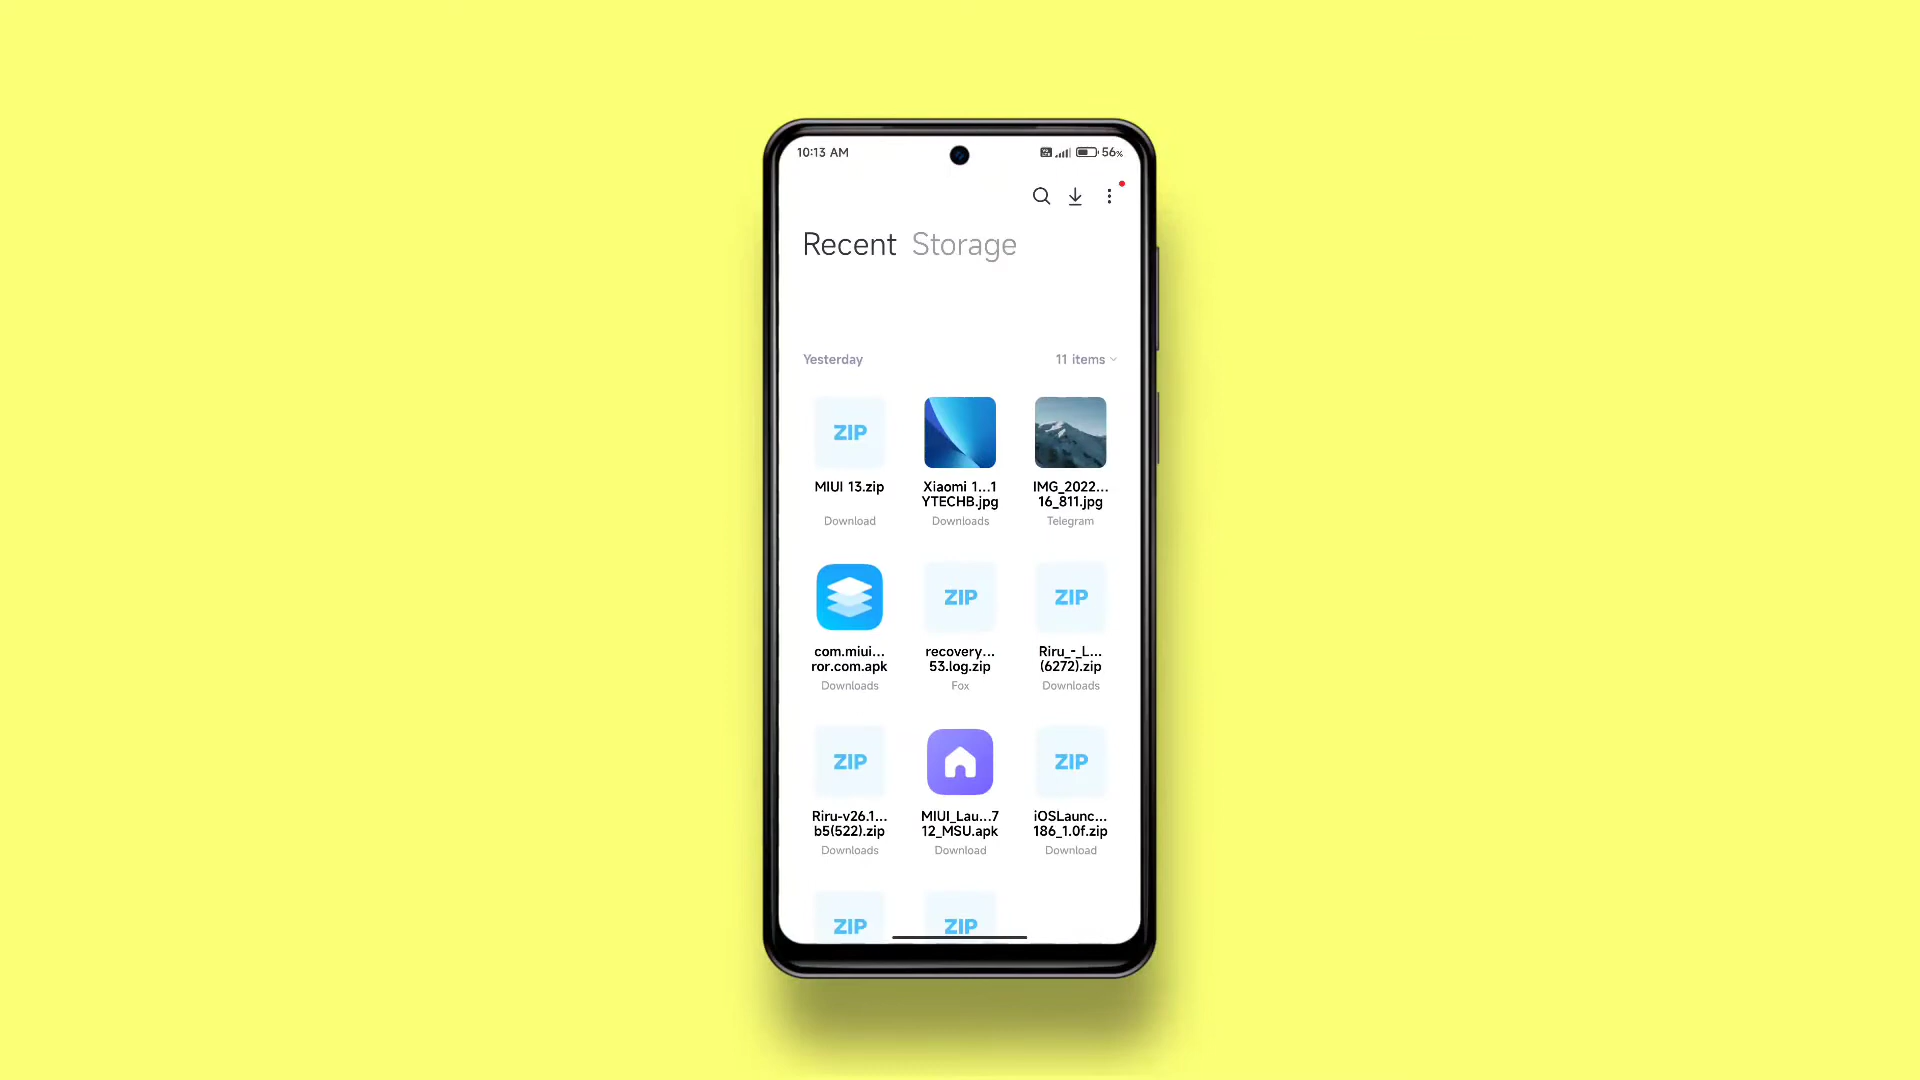 10:13 AM
56%
Recent Storage
Yesterday
11 items
ZIP
MIUI 13.zip
Download
Xiaomi 1...1
YTECHB.jpg
Downloads
IMG_2022...
16_811.jpg
Telegram
com.miui...
ror.com.apk
Downloads
ZIP
recovery...
53.log.zip
Fox
ZIP
Riru_-_L...
(6272).zip
Downloads
ZIP
Riru-v26.1...
b5(522).zip
Downloads
MIUI_Lau...7
12_MSU.apk
Download
ZIP
iOSLaunc...
186_1.0f.zip
Download
ZIP
ZIP